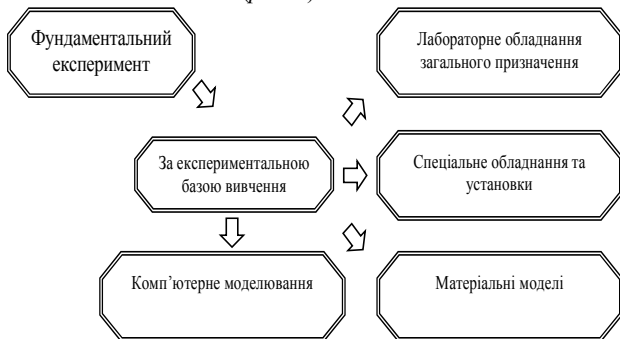 Фундаментальний
експеримент
Лабораторне обладнання
загального призначення
За експериментальною
базою вивчення
Спеціальне обладнання та
установки
Комп’ютерне моделювання
Матеріальні моделі